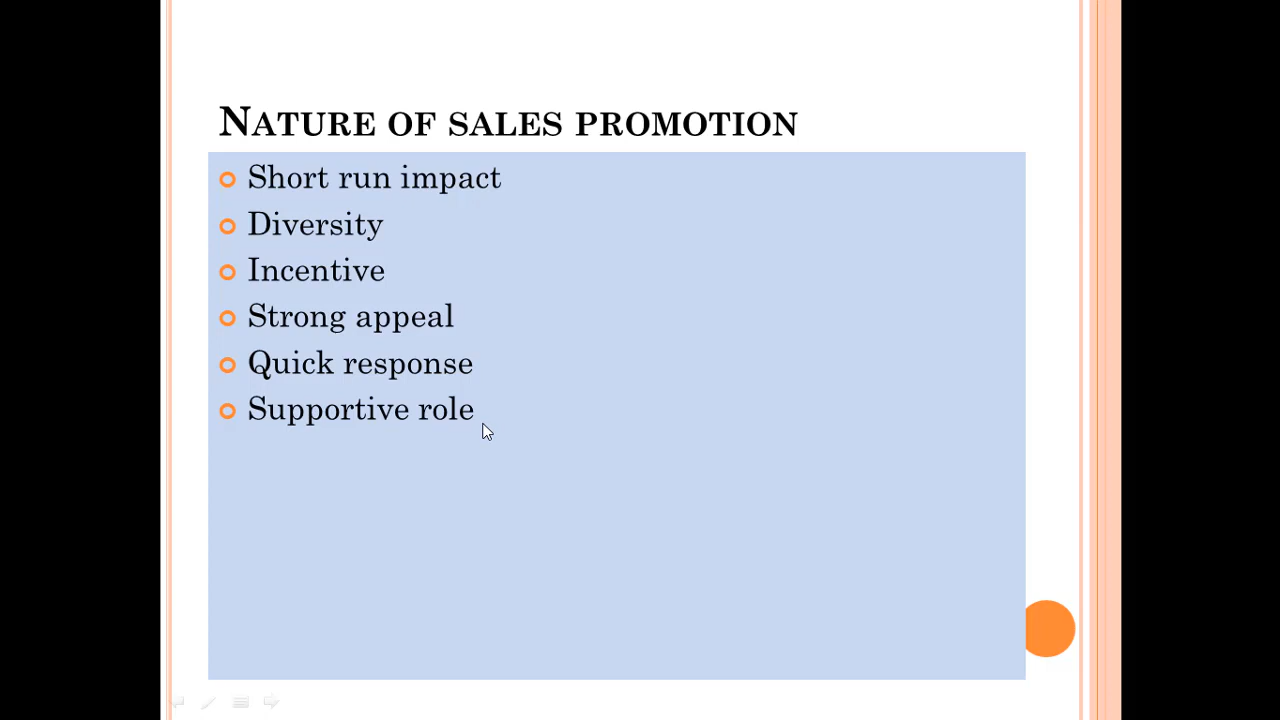 Nature of sales promotion
Short run impact
Diversity
Incentive
Strong appeal
Quick response
Supportive role